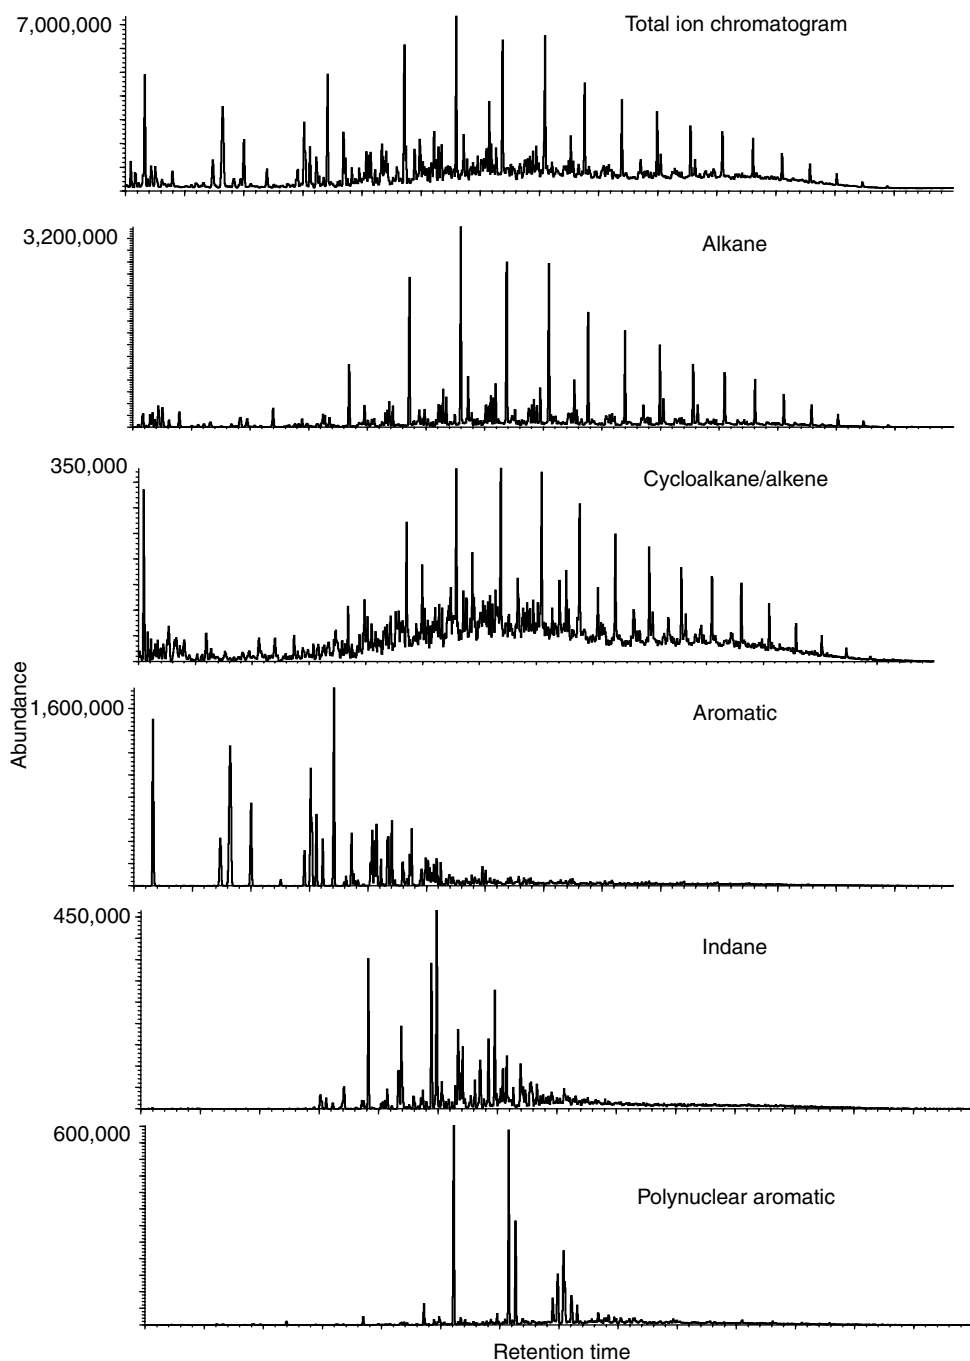 7,000,000
Total ion chromatogram
3,200,000
Alkane
350,000
Cycloalkane/alkene
Abundance
1,600,000
Aromatic
450,000
Indane
600,000
Polynuclear aromatic
Retention time